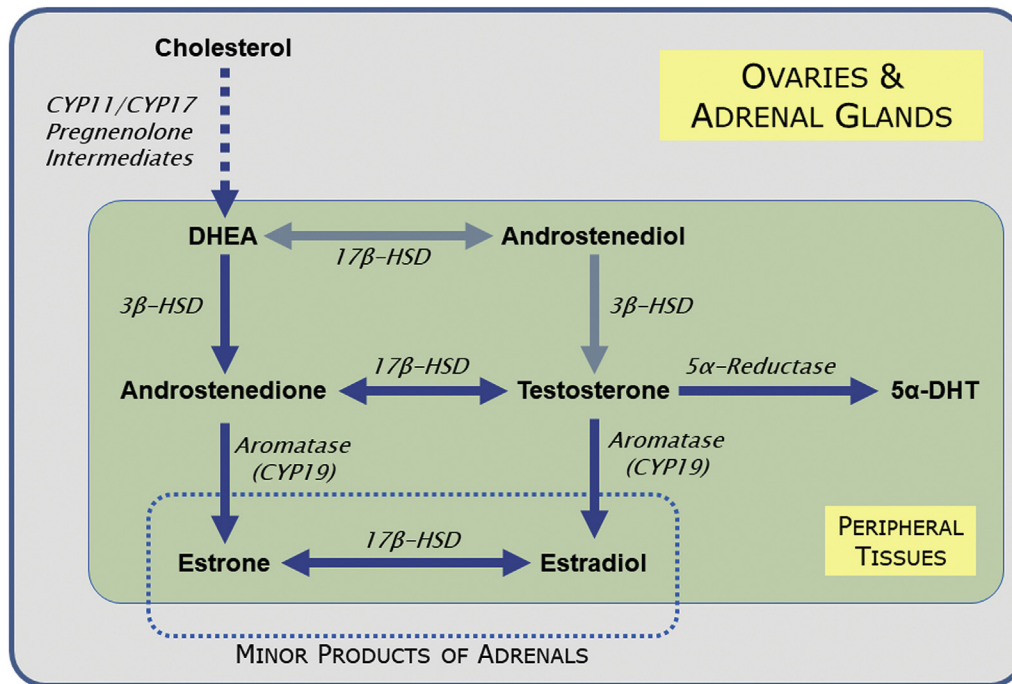 Cholesterol
OVARIES &
ADRENAL GLANDS
CYP11/CYP17
Pregnenolone
Intermediates
DHEA
17β-HSD
Androstenediol
3β-HSD
3β-HSD
Androstenedione
17β-HSD
Testosterone
5α-Reductase
5α-DHT
Aromatase
(CYP19)
Aromatase
(CYP19)
Estrone
17β-HSD
Estradiol
PERIPHERAL
TISSUES
MINOR PRODUCTS OF ADRENALS